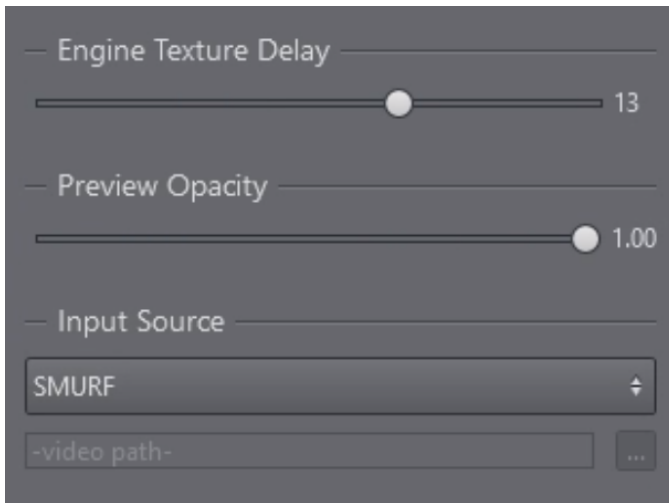 Engine Texture Delay
13
Preview Opacity
1.00
Input Source
SMURF
-video path-
...